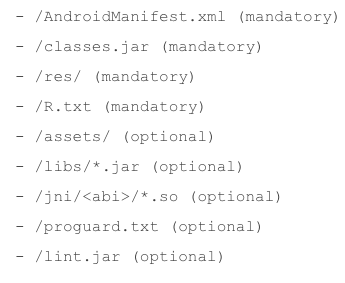 - /AndroidManifest.xml (mandatory)
- /classes.jar (mandatory)
- /res/ (mandatory)
- /R.txt (mandatory)
- /assets/ (optional)
- /libs/*.jar (optional)
- /jni/<abi>/*.so (optional)
- /proguard.txt (optional)
- /lint.jar (optional)